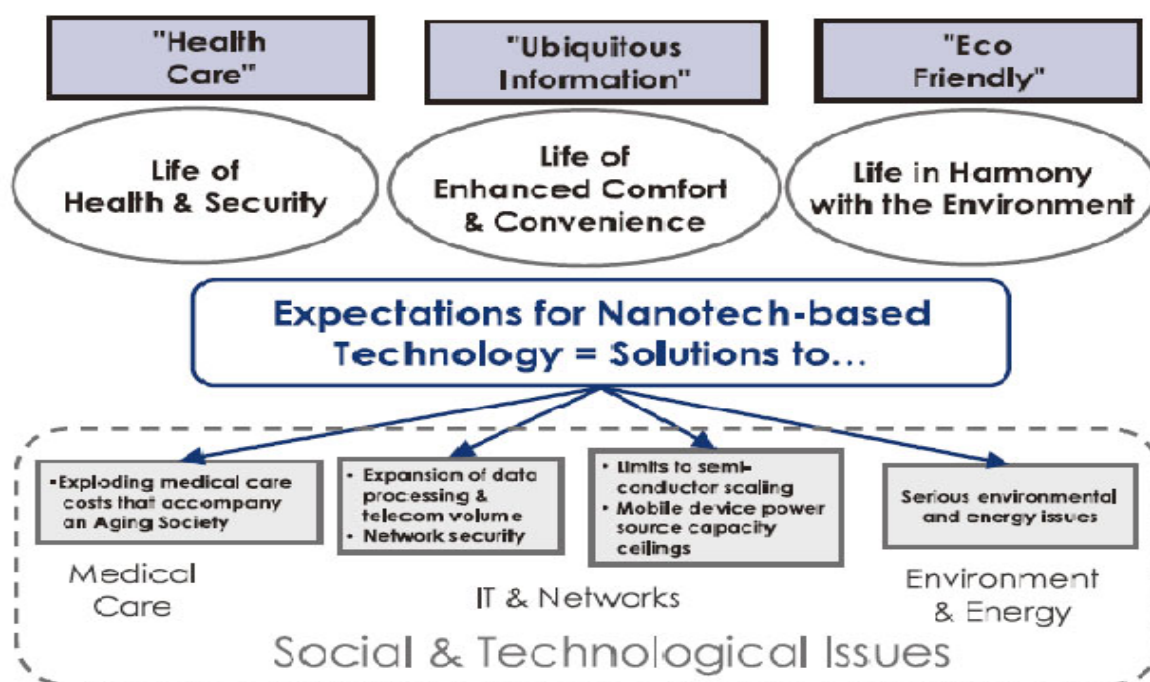 "Health
Care"
"Ubiquitous
Information"
"Eco
Friendly"
Life of
Health & Security
Life of
Enhanced Comfort
& Convenience
Life in Harmony
with the Environment
Expectations for Nanotech-based
Technology = Solutions to...
•Exploding medical care
costs that accompany
an Aging Society
• Expansion of data
processing &
telecom volume
• Network security
• Limits to semi-
conductor scaling
• Mobile device power
source capacity
ceilings
Serious environmental
and energy issues
Medical
Care
IT & Networks
Environment
& Energy
Social & Technological Issues